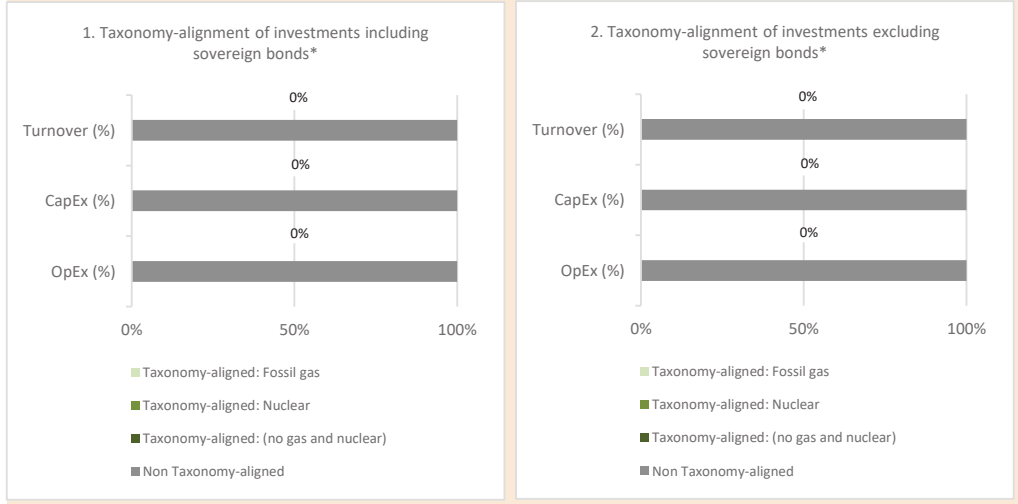 1. Taxonomy-alignment of investments including
sovereign bonds*
0%
Turnover (%)
0%
CapEx (%)
0%
OpEx (%)
0%
50%
100%
Taxonomy-aligned: Fossil gas
Taxonomy-aligned: Nuclear
Taxonomy-aligned: (no gas and nuclear)
Non Taxonomy-aligned
2. Taxonomy-alignment of investments excluding
sovereign bonds*
0%
Turnover (%)
0%
CapEx (%)
0%
OpEx (%)
0%
50%
100%
Taxonomy-aligned: Fossil gas
Taxonomy-aligned: Nuclear
Taxonomy-aligned: (no gas and nuclear)
Non Taxonomy-aligned